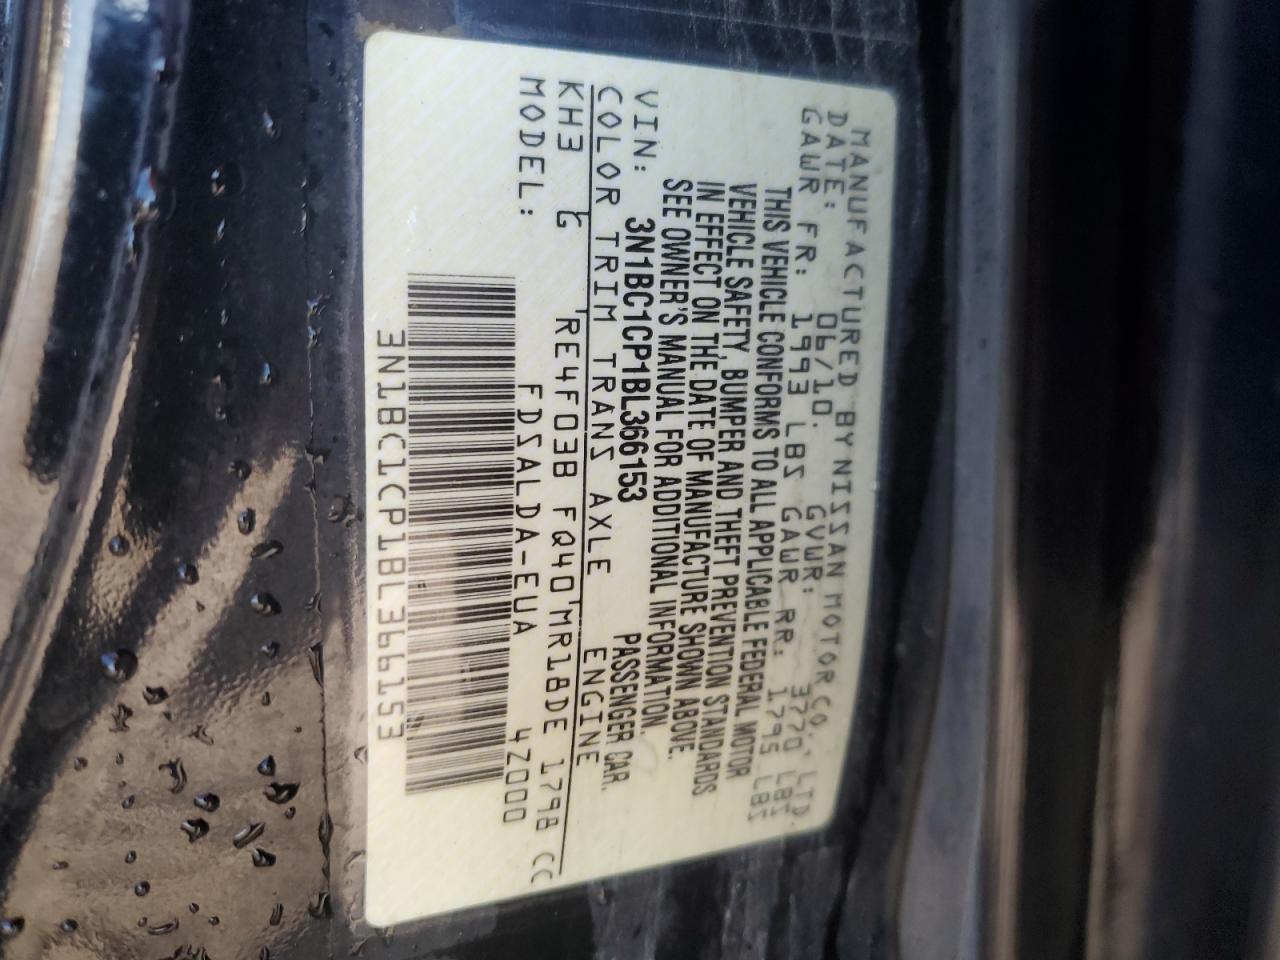 MANUFACTURED BY NISSAN MOTOR CO., LTD.
DATE: 06/10. GVWR: 3770 LBS
GAWR FR: 1993 LBS GAWR RR: 1795 LBS
THIS VEHICLE CONFORMS TO ALL APPLICABLE FEDERAL MOTOR
VEHICLE SAFETY, BUMPER AND THEFT PREVENTION STANDARDS
IN EFFECT ON THE DATE OF MANUFACTURE SHOWN ABOVE.
SEE OWNER'S MANUAL FOR ADDITIONAL INFORMATION.
VIN: 3N1BC1CP1BL366153 PASSENGER CAR.
COLOR TRIM TRANS AXLE ENGINE
KH3 G RE4F03B FQ40 MR18DE 1798 CC
MODEL: FDSALDA-EUA 4Z000
3N1BC1CP1BL366153